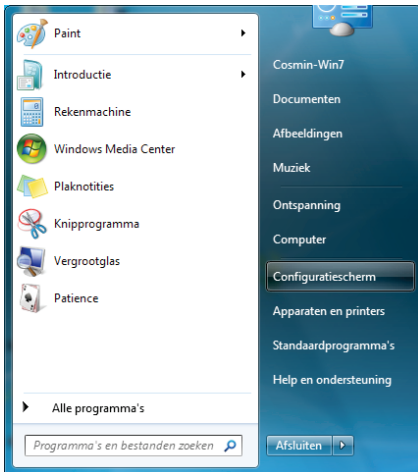 Paint
Introductie
Rekenmachine
Windows Media Center
Plaknotities
Knipprogramma
Vergrootglas
Patience
Alle programma's
Programma's en bestanden zoeken
Cosmin-Win7
Documenten
Afbeeldingen
Muziek
Ontspanning
Computer
Configuratiescherm
Apparaten en printers
Standaardprogramma's
Help en ondersteuning
Afsluiten